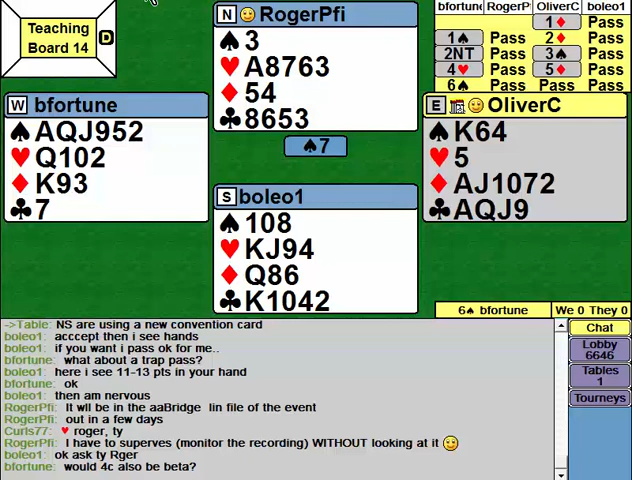 Teaching
Board 14
D
N RogerPfi
♠ 3
♥ A8763
♦ 54
♣ 8653
bfortune RogerPf OliverC boleo1
1♦ Pass
1♠ Pass 2♦ Pass
2NT Pass 3♠ Pass
4♥ Pass 5♦ Pass
6♠ Pass Pass Pass
W bfortune
♠ AQJ952
♥ Q102
♦ K93
♣ 7
E OliverC
♠ K64
♥ 5
♦ AJ1072
♣ AQJ9
♠7
S boleo1
♠ 108
♥ KJ94
♦ Q86
♣ K1042
6♠ bfortune We 0 They 0
->Table: NS are using a new convention card
boleo1: acccept then i see hands
boleo1: if you want i pass ok for me..
bfortune: what about a trap pass?
boleo1: here i see 11-13 pts in your hand
bfortune: ok
boleo1: then am nervous
RogerPfi: It wlll be in the aaBridge lin file of the event
RogerPfi: out in a few days
Curls77: ♥ roger, ty
RogerPfi: I have to superves (monitor the recording) WITHOUT looking at it
boleo1: ok ask ty Rger
bfortune: would 4c also be beta?
Chat
Lobby
6646
Tables
1
Tourneys